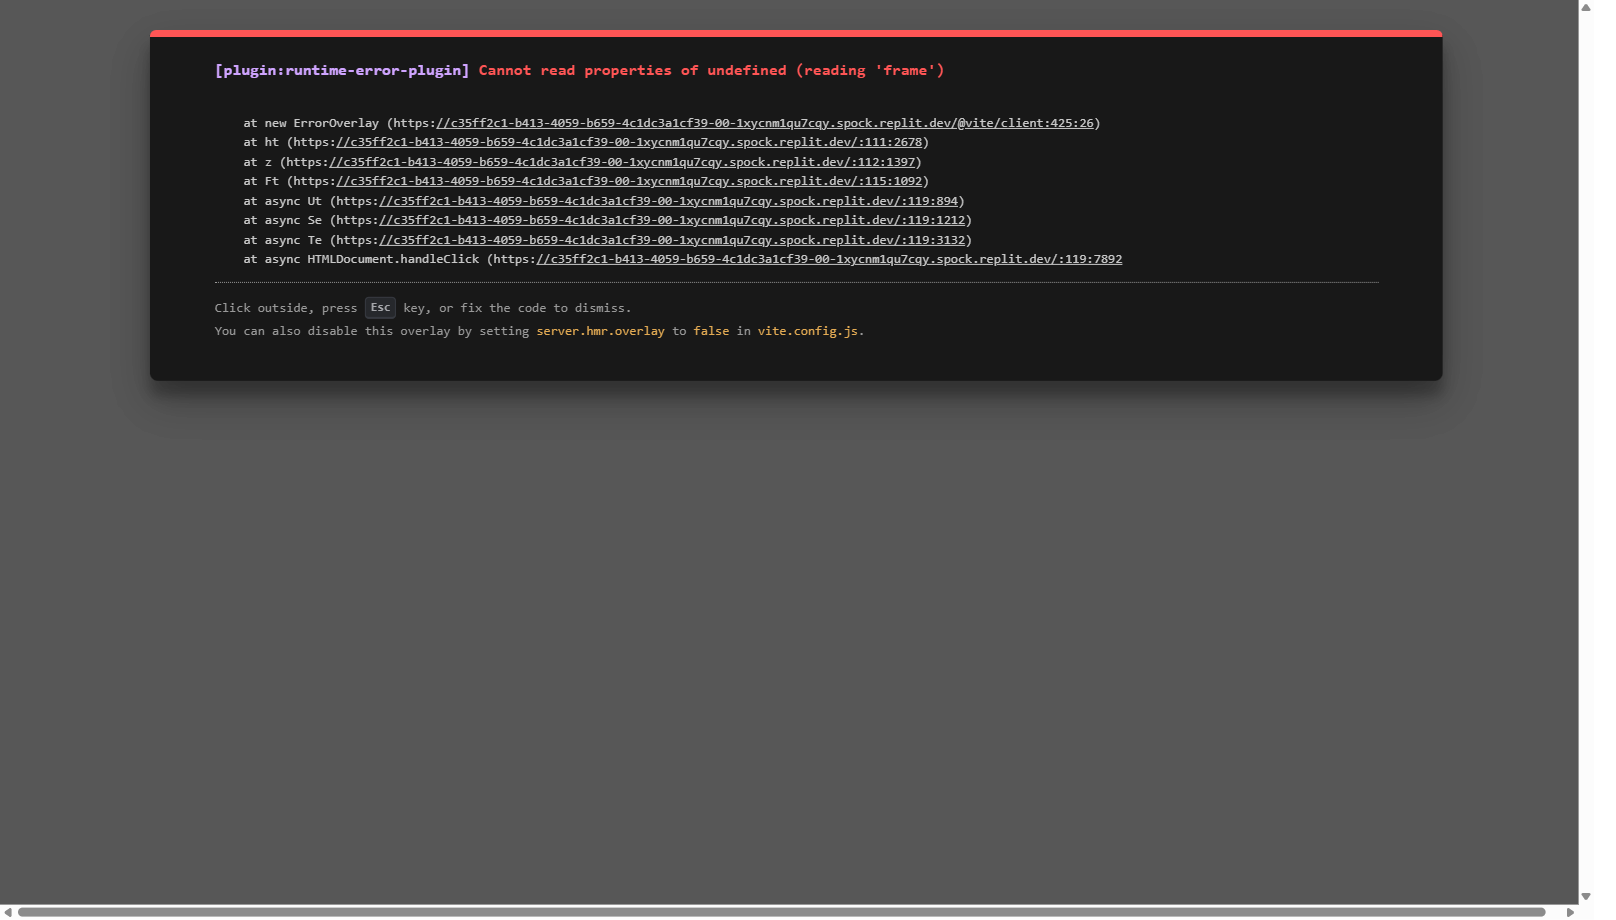 [plugin:runtime-error-plugin] Cannot read properties of undefined (reading 'frame')
at new ErrorOverlay (https://c35ff2c1-b413-4059-b659-4c1dc3a1cf39-00-1xycnm1qu7cqy.spock.replit.dev/@vite/client:425:26)
at ht (https://c35ff2c1-b413-4059-b659-4c1dc3a1cf39-00-1xycnm1qu7cqy.spock.replit.dev/:111:2678)
at z (https://c35ff2c1-b413-4059-b659-4c1dc3a1cf39-00-1xycnm1qu7cqy.spock.replit.dev/:112:1397)
at Ft (https://c35ff2c1-b413-4059-b659-4c1dc3a1cf39-00-1xycnm1qu7cqy.spock.replit.dev/:115:1092)
at async Ut (https://c35ff2c1-b413-4059-b659-4c1dc3a1cf39-00-1xycnm1qu7cqy.spock.replit.dev/:119:894)
at async Se (https://c35ff2c1-b413-4059-b659-4c1dc3a1cf39-00-1xycnm1qu7cqy.spock.replit.dev/:119:1212)
at async Te (https://c35ff2c1-b413-4059-b659-4c1dc3a1cf39-00-1xycnm1qu7cqy.spock.replit.dev/:119:3132)
at async HTMLDocument.handleClick (https://c35ff2c1-b413-4059-b659-4c1dc3a1cf39-00-1xycnm1qu7cqy.spock.replit.dev/:119:7892
Click outside, press Esc key, or fix the code to dismiss.
You can also disable this overlay by setting server.hmr.overlay to false in vite.config.js.